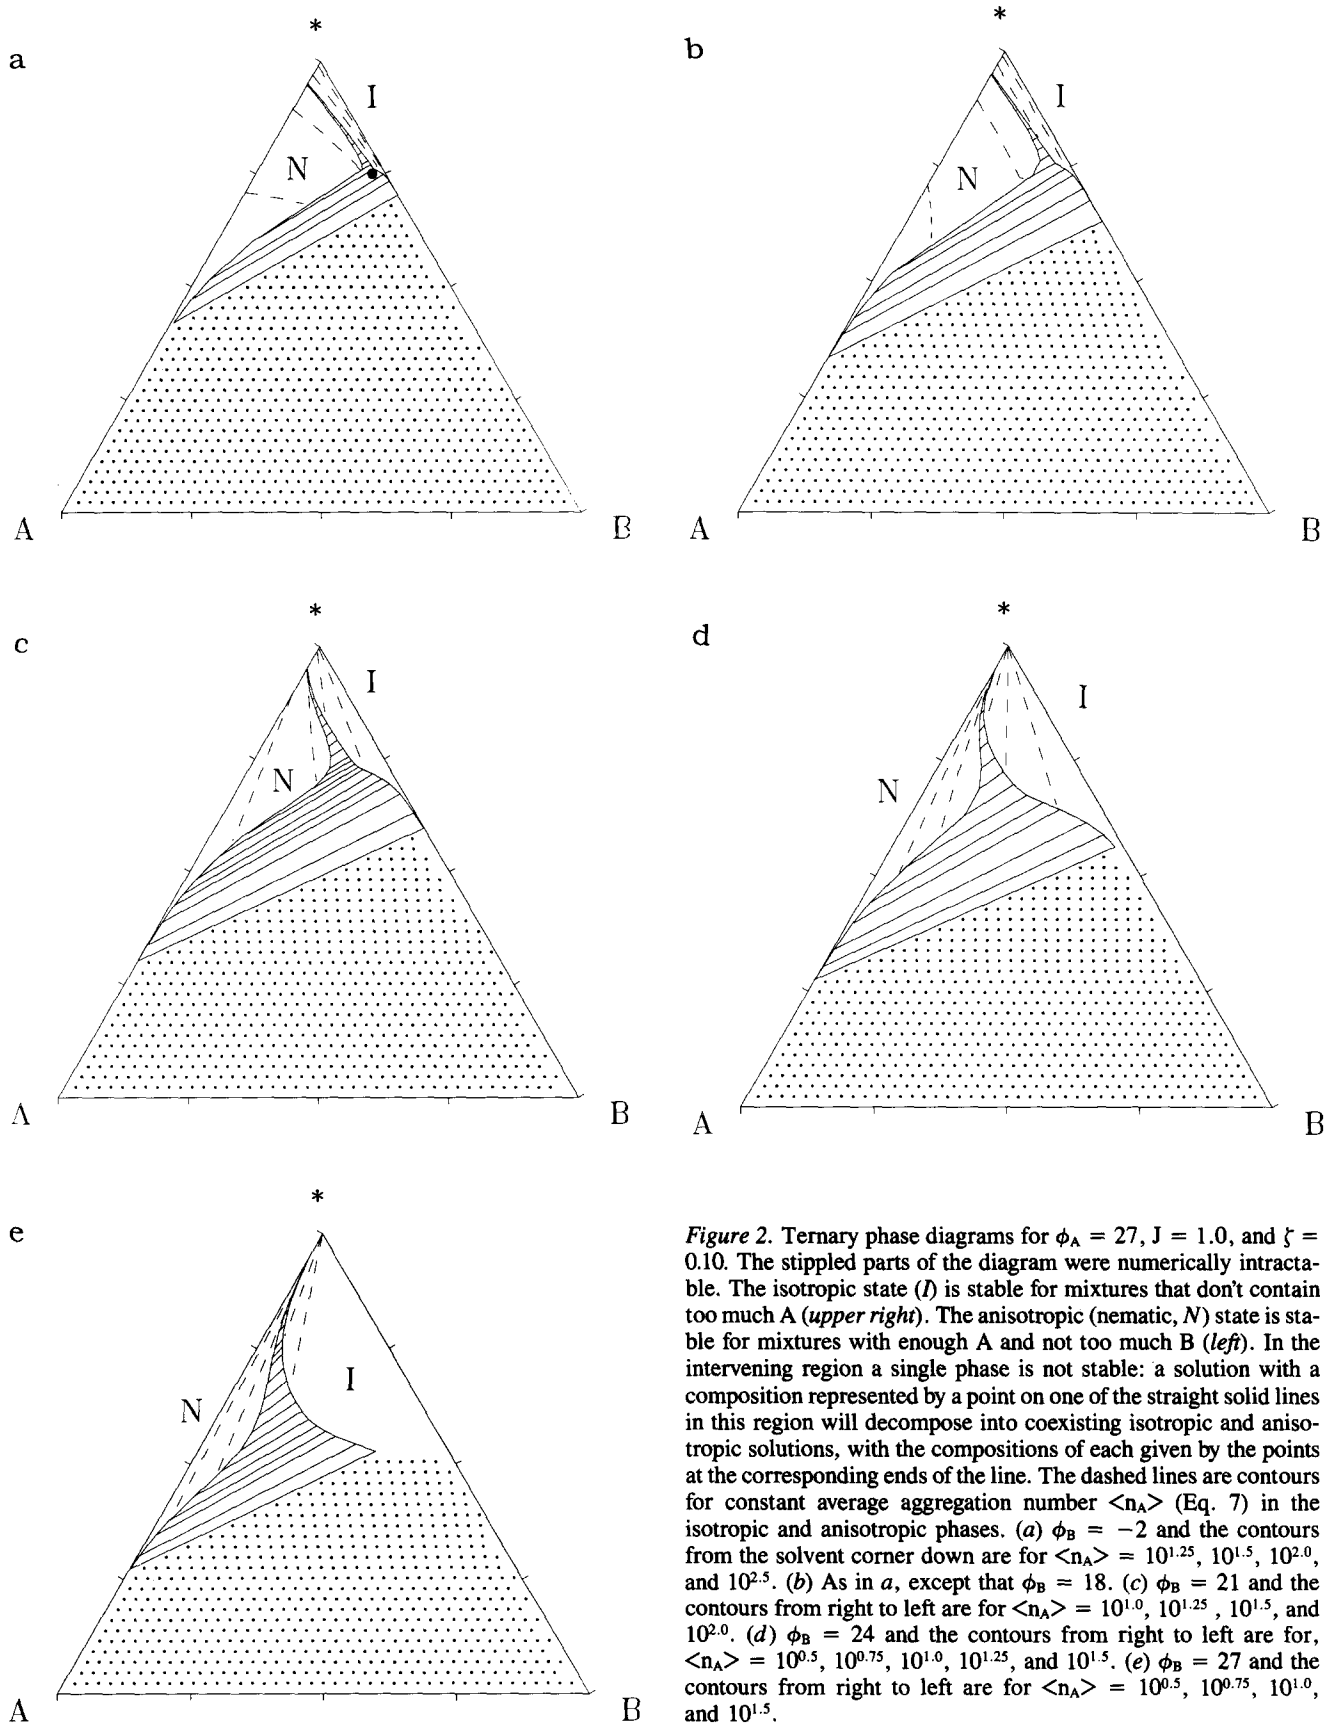 *
a
I
N
A
B
*
b
I
N
A
B
*
c
I
N
A
B
*
d
I
N
A
B
*
e
I
N
A
B
Figure 2. Ternary phase diagrams for ϕA = 27, J = 1.0, and ζ =
0.10. The stippled parts of the diagram were numerically intracta-
ble. The isotropic state (I) is stable for mixtures that don't contain
too much A (upper right). The anisotropic (nematic, N) state is sta-
ble for mixtures with enough A and not too much B (left). In the
intervening region a single phase is not stable: a solution with a
composition represented by a point on one of the straight solid lines
in this region will decompose into coexisting isotropic and aniso-
tropic solutions, with the compositions of each given by the points
at the corresponding ends of the line. The dashed lines are contours
for constant average aggregation number <nA> (Eq. 7) in the
isotropic and anisotropic phases. (a) ϕB = −2 and the contours
from the solvent corner down are for <nA> = 10^1.25, 10^1.5, 10^2.0,
and 10^2.5. (b) As in a, except that ϕB = 18. (c) ϕB = 21 and the
contours from right to left are for <nA> = 10^1.0, 10^1.25 , 10^1.5, and
10^2.0. (d) ϕB = 24 and the contours from right to left are for,
<nA> = 10^0.5, 10^0.75, 10^1.0, 10^1.25, and 10^1.5. (e) ϕB = 27 and the
contours from right to left are for <nA> = 10^0.5, 10^0.75, 10^1.0,
and 10^1.5.